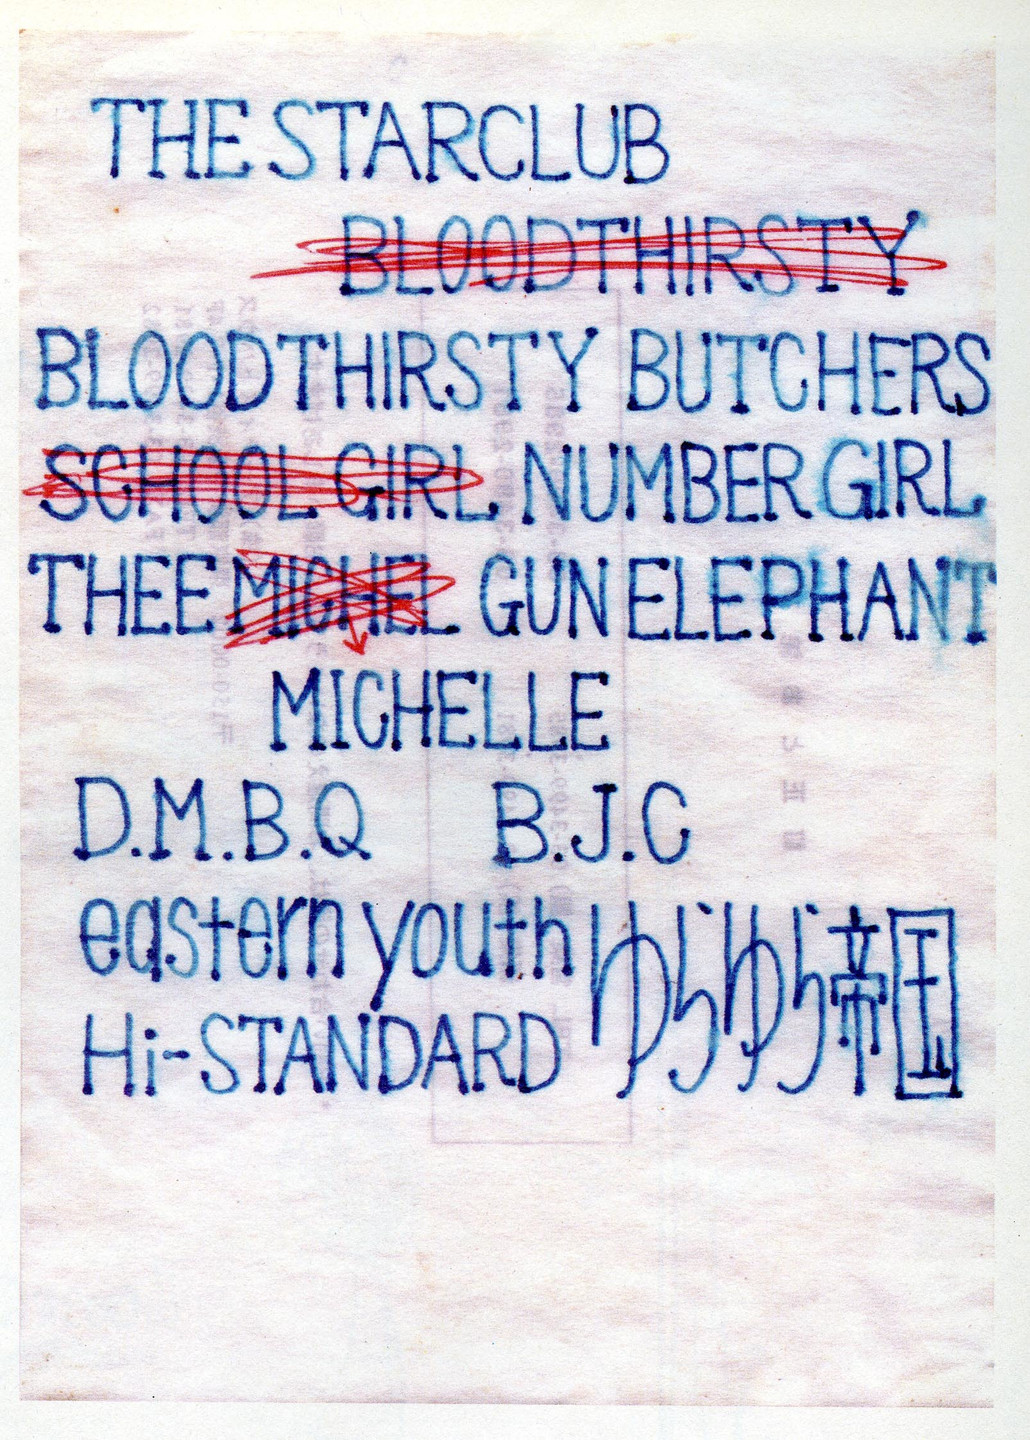 THE STARCLUB
BLOODTHIRSTY
BLOODTHIRSTY BUTCHERS
SCHOOL GIRL NUMBER GIRL
THEE MICHEL GUN ELEPHANT
MICHELLE
D.M.B.Q B.J.C
eastern youth ゆらゆら帝国
Hi-STANDARD